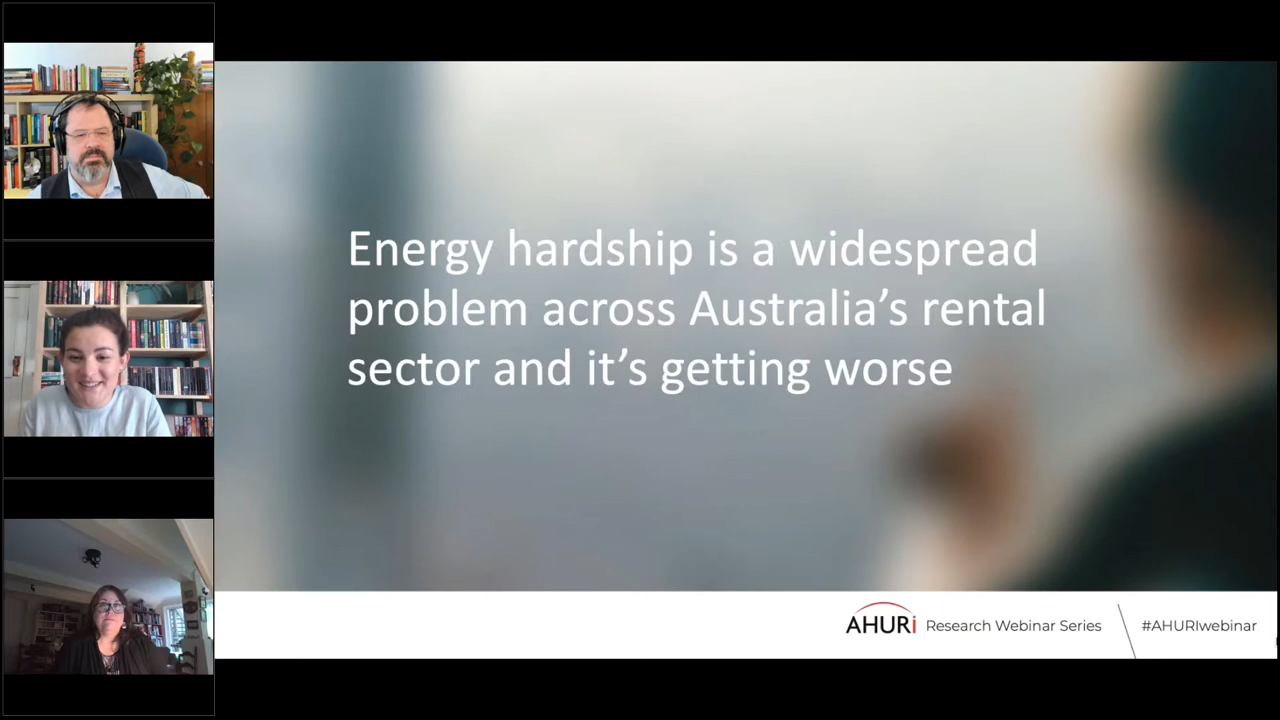 Energy hardship is a widespread
problem across Australia’s rental
sector and it’s getting worse
AHURI Research Webinar Series
#AHURIwebinar